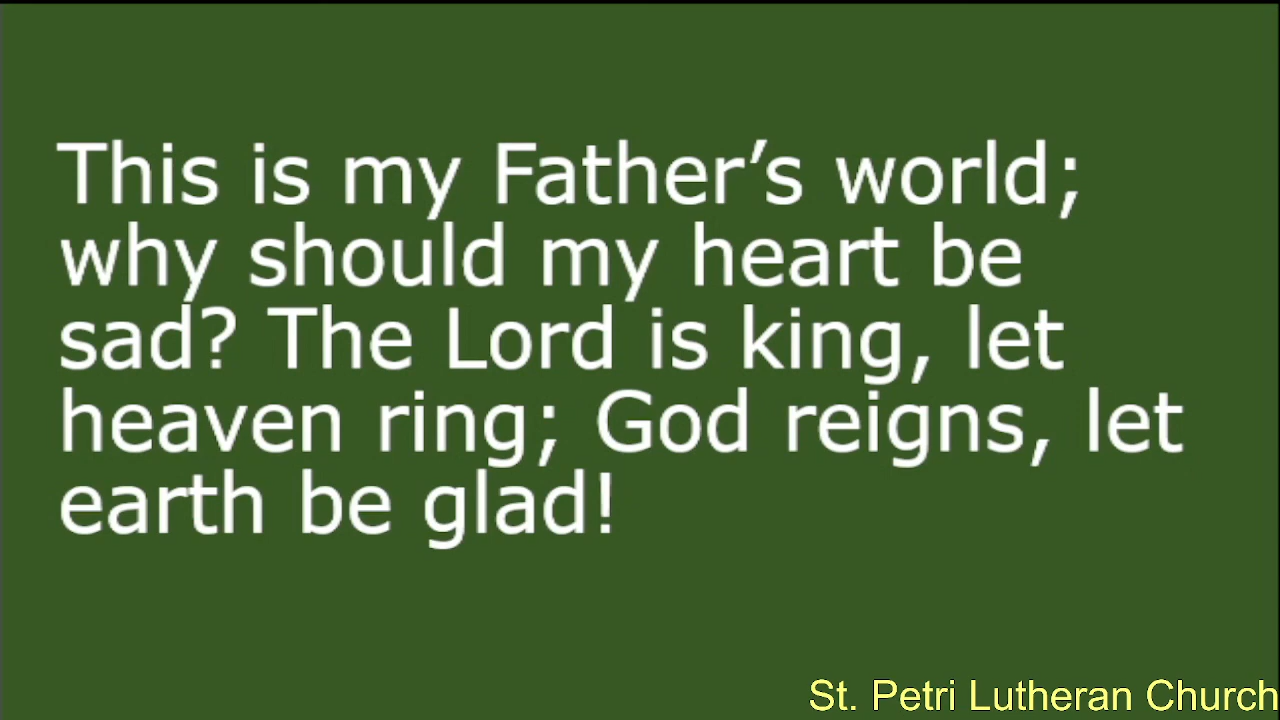 This is my Father’s world;
why should my heart be
sad? The Lord is king, let
heaven ring; God reigns, let
earth be glad!
St. Petri Lutheran Church